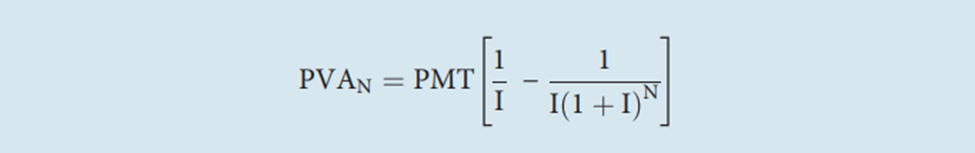 PVA_N = PMT[1/I − 1/(I(1 + I)^N)]